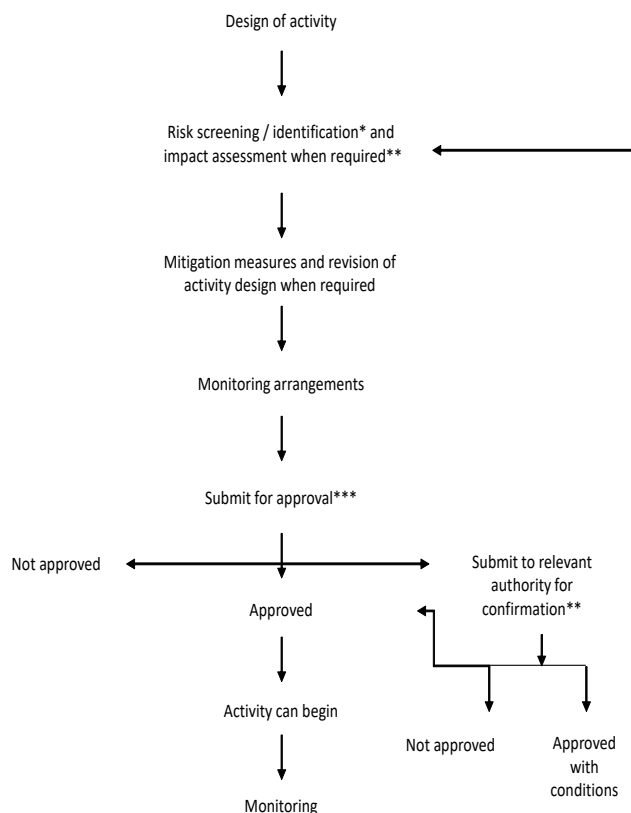 Design of activity
Risk screening / identification* and
impact assessment when required**
Mitigation measures and revision of
activity design when required
Monitoring arrangements
Submit for approval***
Not approved
Submit to relevant
authority for
confirmation**
Approved
Activity can begin
Not approved
Approved
with
conditions
Monitoring